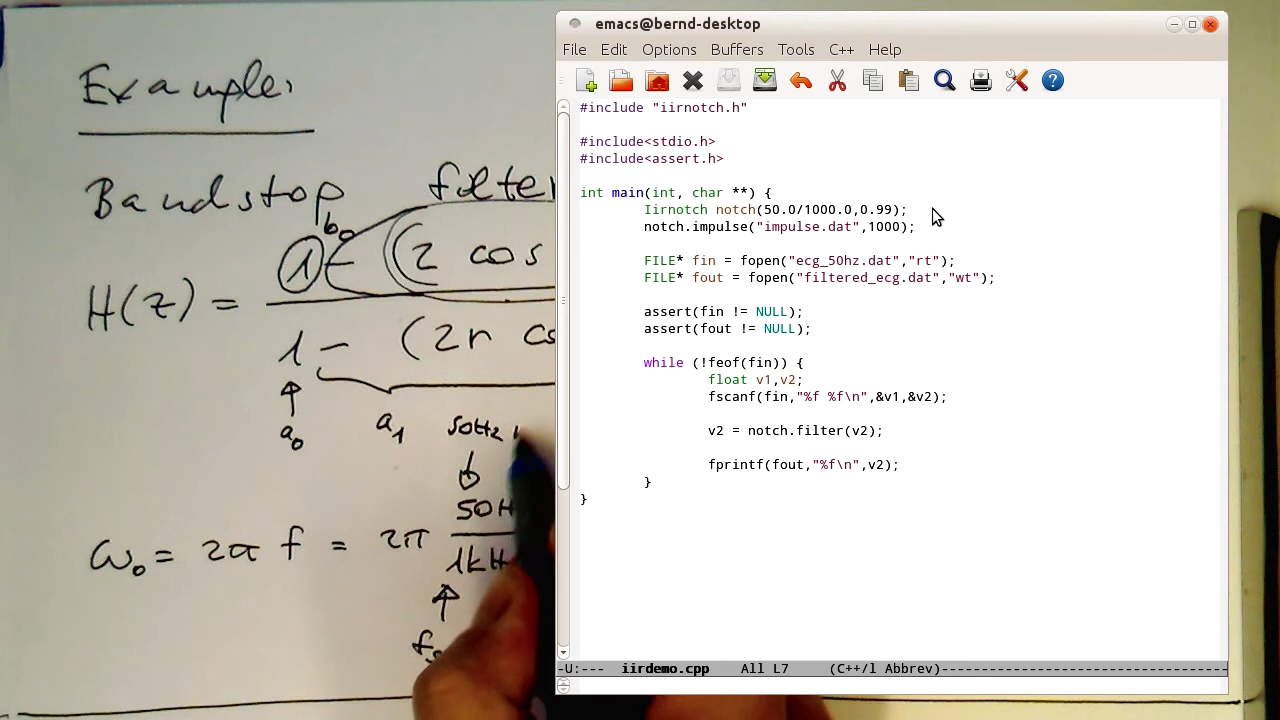 Example:
Bandstop filter
b0
1 - (2 cos
H(z) =
1 - (2r cos
a0
a1
50Hz
50H
ω0 = 2π f = 2π
1kH
fs
emacs@bernd-desktop
File Edit Options Buffers Tools C++ Help
#include "iirnotch.h"
#include<stdio.h>
#include<assert.h>
int main(int, char **) {
Iirnotch notch(50.0/1000.0,0.99);
notch.impulse("impulse.dat",1000);
FILE* fin = fopen("ecg_50hz.dat","rt");
FILE* fout = fopen("filtered_ecg.dat","wt");
assert(fin != NULL);
assert(fout != NULL);
while (!feof(fin)) {
float v1,v2;
fscanf(fin,"%f %f\n",&v1,&v2);
v2 = notch.filter(v2);
fprintf(fout,"%f\n",v2);
}
}
-U:--- iirdemo.cpp All L7 (C++/l Abbrev)